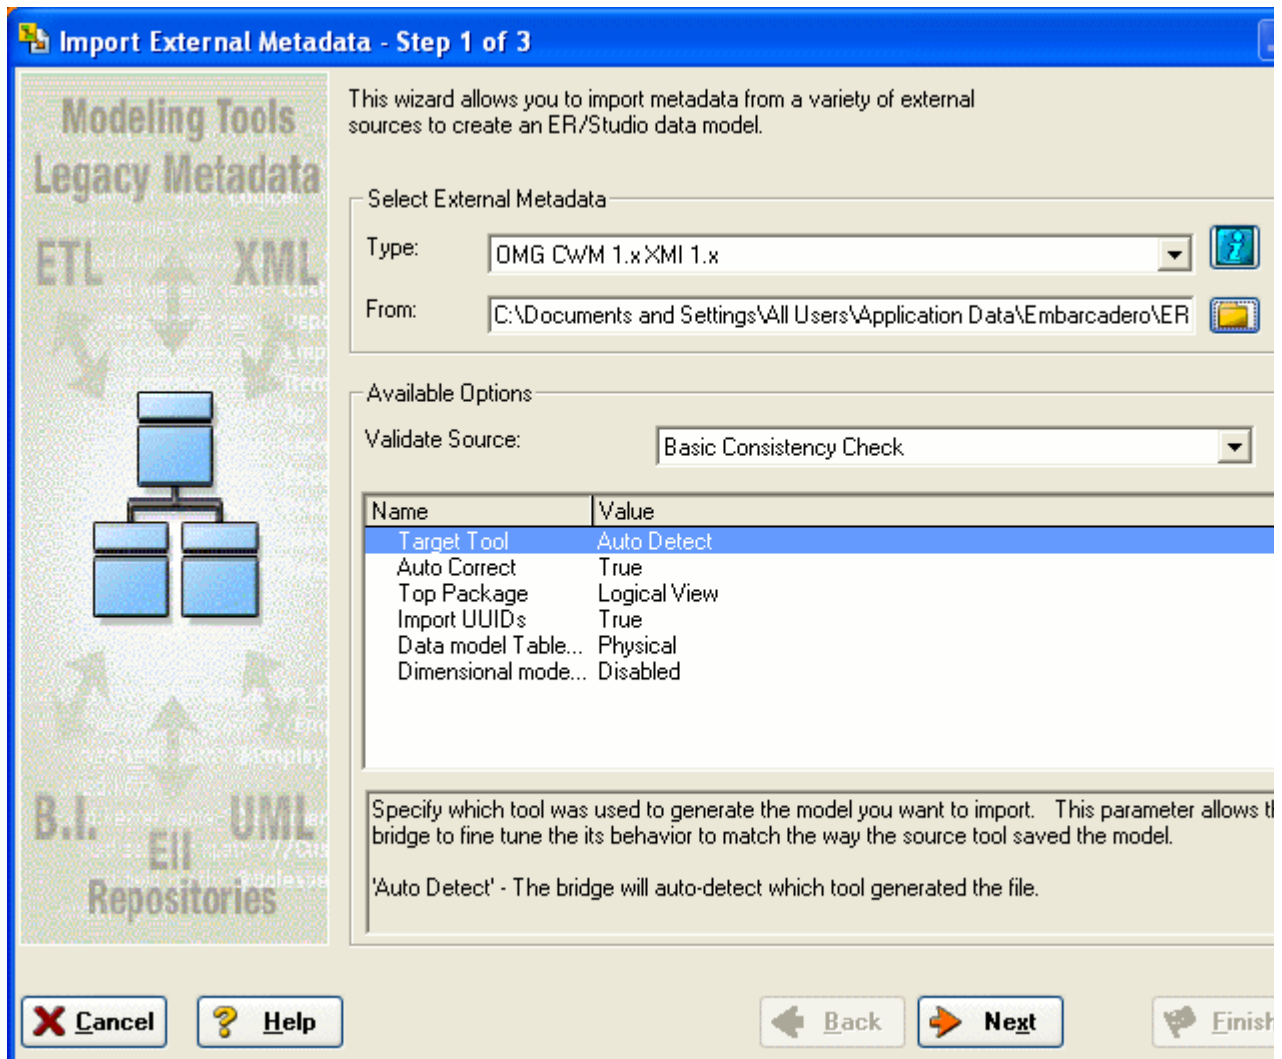 Import External Metadata - Step 1 of 3
Modeling Tools
Legacy Metadata
ETL XML
B.I. UML
EII
Repositories
This wizard allows you to import metadata from a variety of external
sources to create an ER/Studio data model.
Select External Metadata
Type: OMG CWM 1.x XMI 1.x
From: C:\Documents and Settings\All Users\Application Data\Embarcadero\ER
Available Options
Validate Source: Basic Consistency Check
Name Value
Target Tool Auto Detect
Auto Correct True
Top Package Logical View
Import UUIDs True
Data model Table... Physical
Dimensional mode... Disabled
Specify which tool was used to generate the model you want to import. This parameter allows th
bridge to fine tune the its behavior to match the way the source tool saved the model.
'Auto Detect' - The bridge will auto-detect which tool generated the file.
Cancel Help Back Next Finish